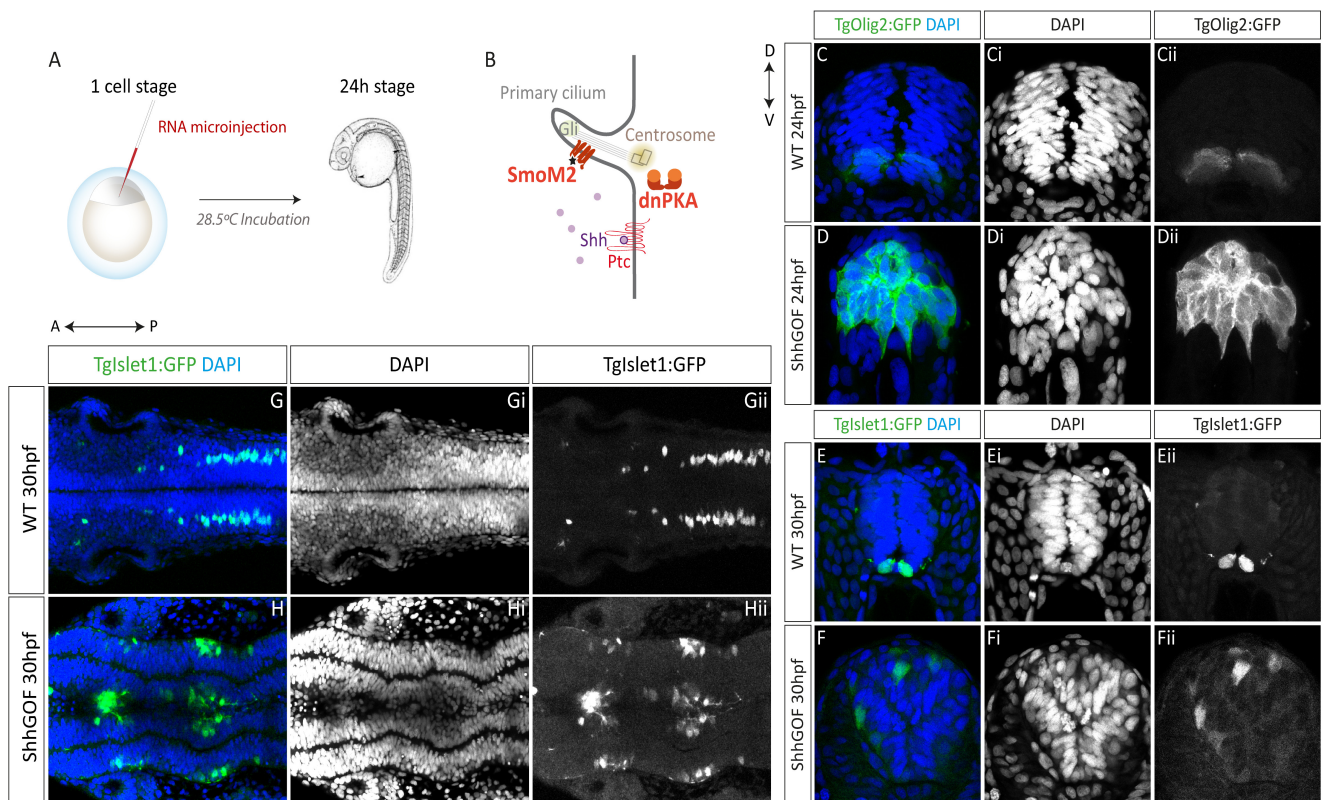 A
1 cell stage
24h stage
RNA microinjection
28.5ºC Incubation
B
Primary cilium
Gli
Centrosome
SmoM2
dnPKA
Shh
Ptc
TgOlig2:GFP DAPI
DAPI
TgOlig2:GFP
D
V
WT 24hpf
C
Ci
Cii
ShhGOF 24hpf
D
Di
Dii
TgIslet1:GFP DAPI
DAPI
TgIslet1:GFP
WT 30hpf
E
Ei
Eii
ShhGOF 30hpf
F
Fi
Fii
A
P
TgIslet1:GFP DAPI
DAPI
TgIslet1:GFP
WT 30hpf
G
Gi
Gii
ShhGOF 30hpf
H
Hi
Hii